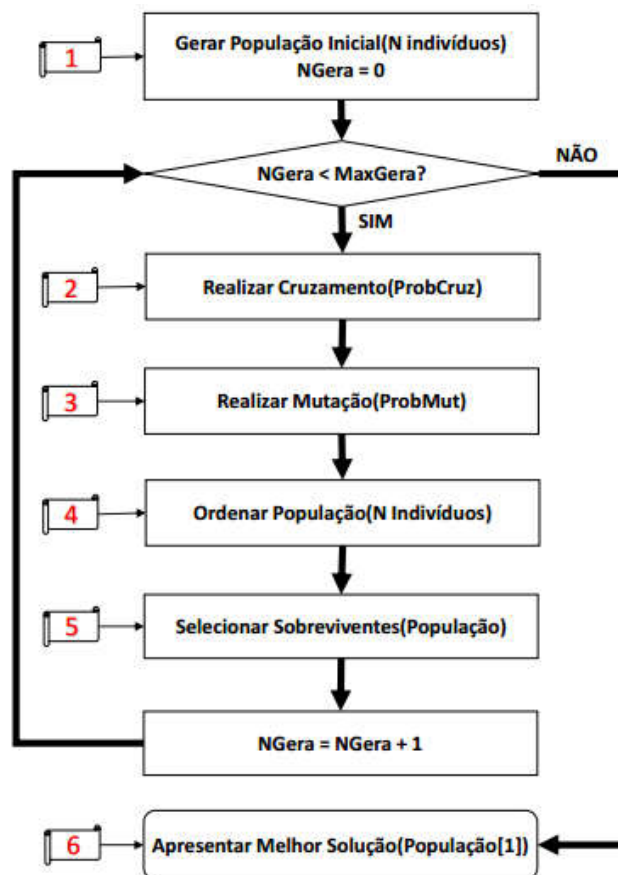 1
Gerar População Inicial(N indivíduos)
NGera = 0
NGera < MaxGera?
NÃO
SIM
2
Realizar Cruzamento(ProbCruz)
3
Realizar Mutação(ProbMut)
4
Ordenar População(N Indivíduos)
5
Selecionar Sobreviventes(População)
NGera = NGera + 1
6
Apresentar Melhor Solução(População[1])